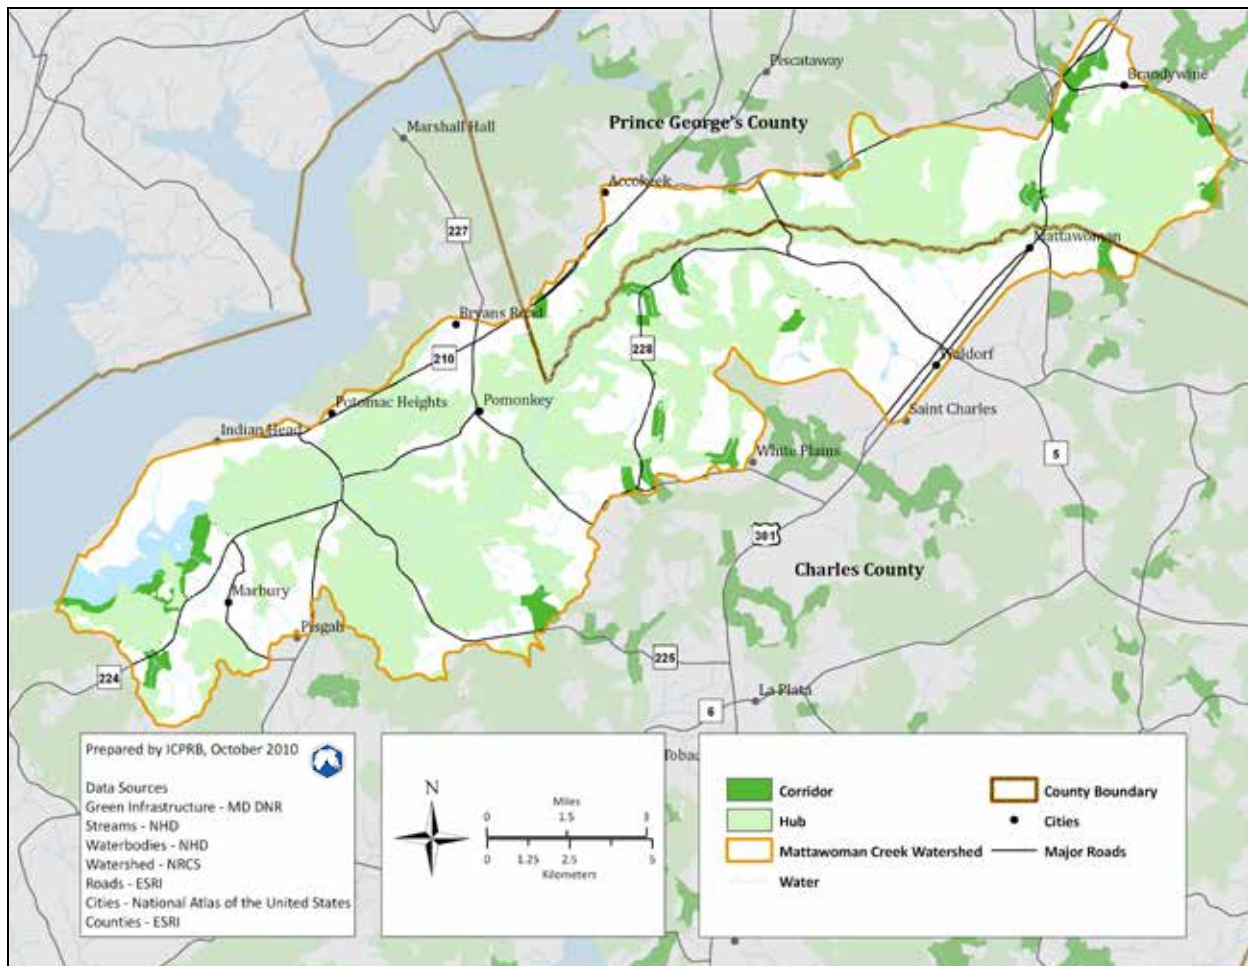 Piscataway
Brandywine
Prince George's County
Marshall Hall
Accokeek
227
Mattawoman
Bryans Road
210
228
Waldorf
Potomac Heights
Pomonkey
Saint Charles
Indian Head
White Plains
5
301
Charles County
Marbury
Pisgah
225
224
La Plata
6
Tobac
Prepared by ICPRB, October 2010
Data Sources
Green Infrastructure - MD DNR
Streams - NHD
Waterbodies - NHD
Watershed - NRCS
Roads - ESRI
Cities - National Atlas of the United States
Counties - ESRI
N
Miles
0 1.5 3
0 1.25 2.5 5
Kilometers
Corridor
Hub
Mattawoman Creek Watershed
Water
County Boundary
Cities
Major Roads